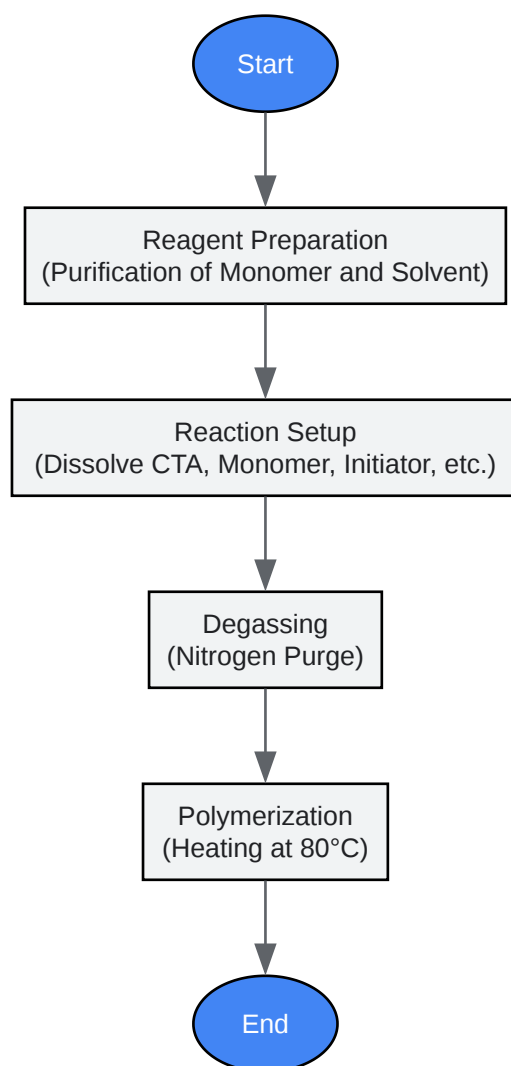 Start
Reagent Preparation
(Purification of Monomer and Solvent)
Reaction Setup
(Dissolve CTA, Monomer, Initiator, etc.)
Degassing
(Nitrogen Purge)
Polymerization
(Heating at 80°C)
End